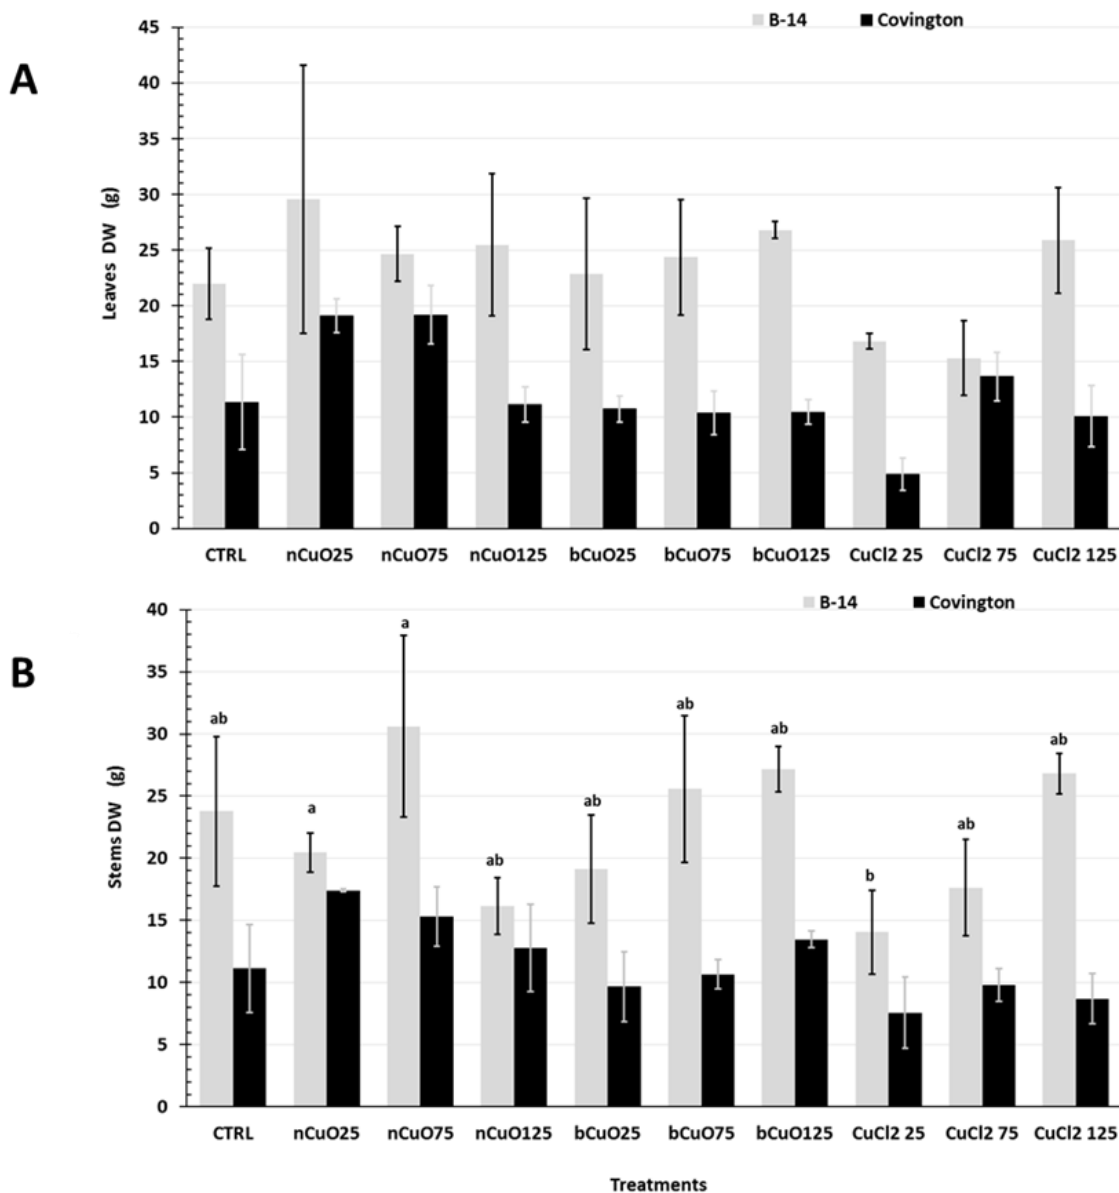 B-14 Covington
A
45
40
35
30
25
20
15
10
5
0
Leaves DW (g)
CTRL nCuO25 nCuO75 nCuO125 bCuO25 bCuO75 bCuO125 CuCl2 25 CuCl2 75 CuCl2 125
B-14 Covington
B
40
35
30
25
20
15
10
5
0
Stems DW (g)
ab a a ab ab ab ab b ab ab
CTRL nCuO25 nCuO75 nCuO125 bCuO25 bCuO75 bCuO125 CuCl2 25 CuCl2 75 CuCl2 125
Treatments